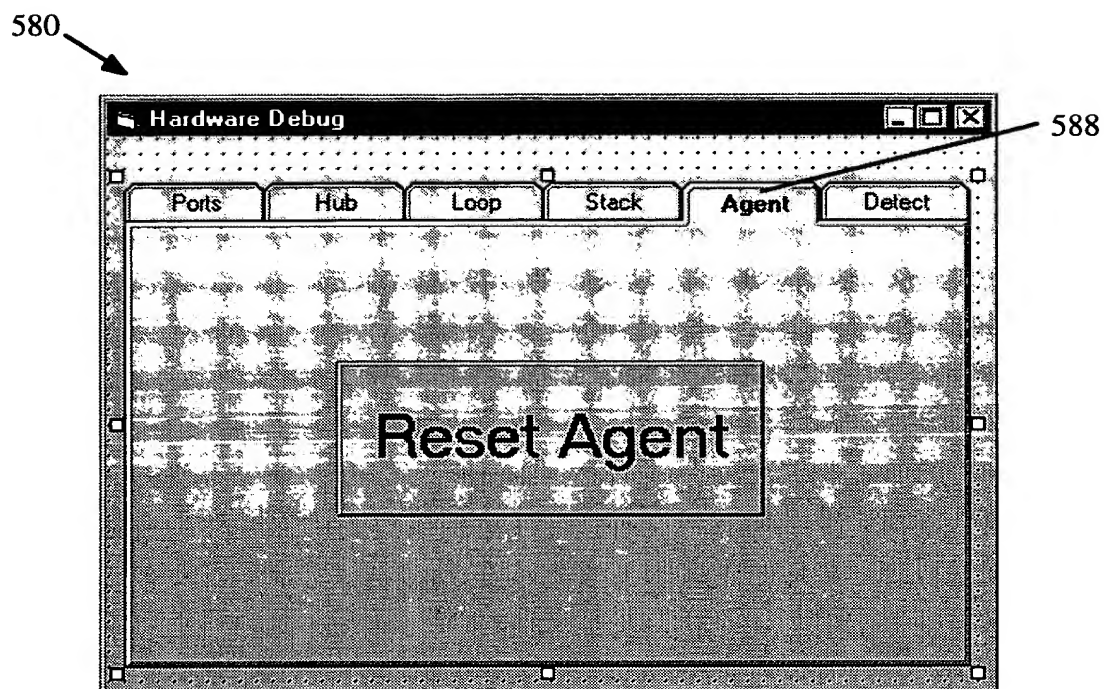 580
Hardware Debug
588
Ports Hub Loop Stack Agent Detect
Reset Agent